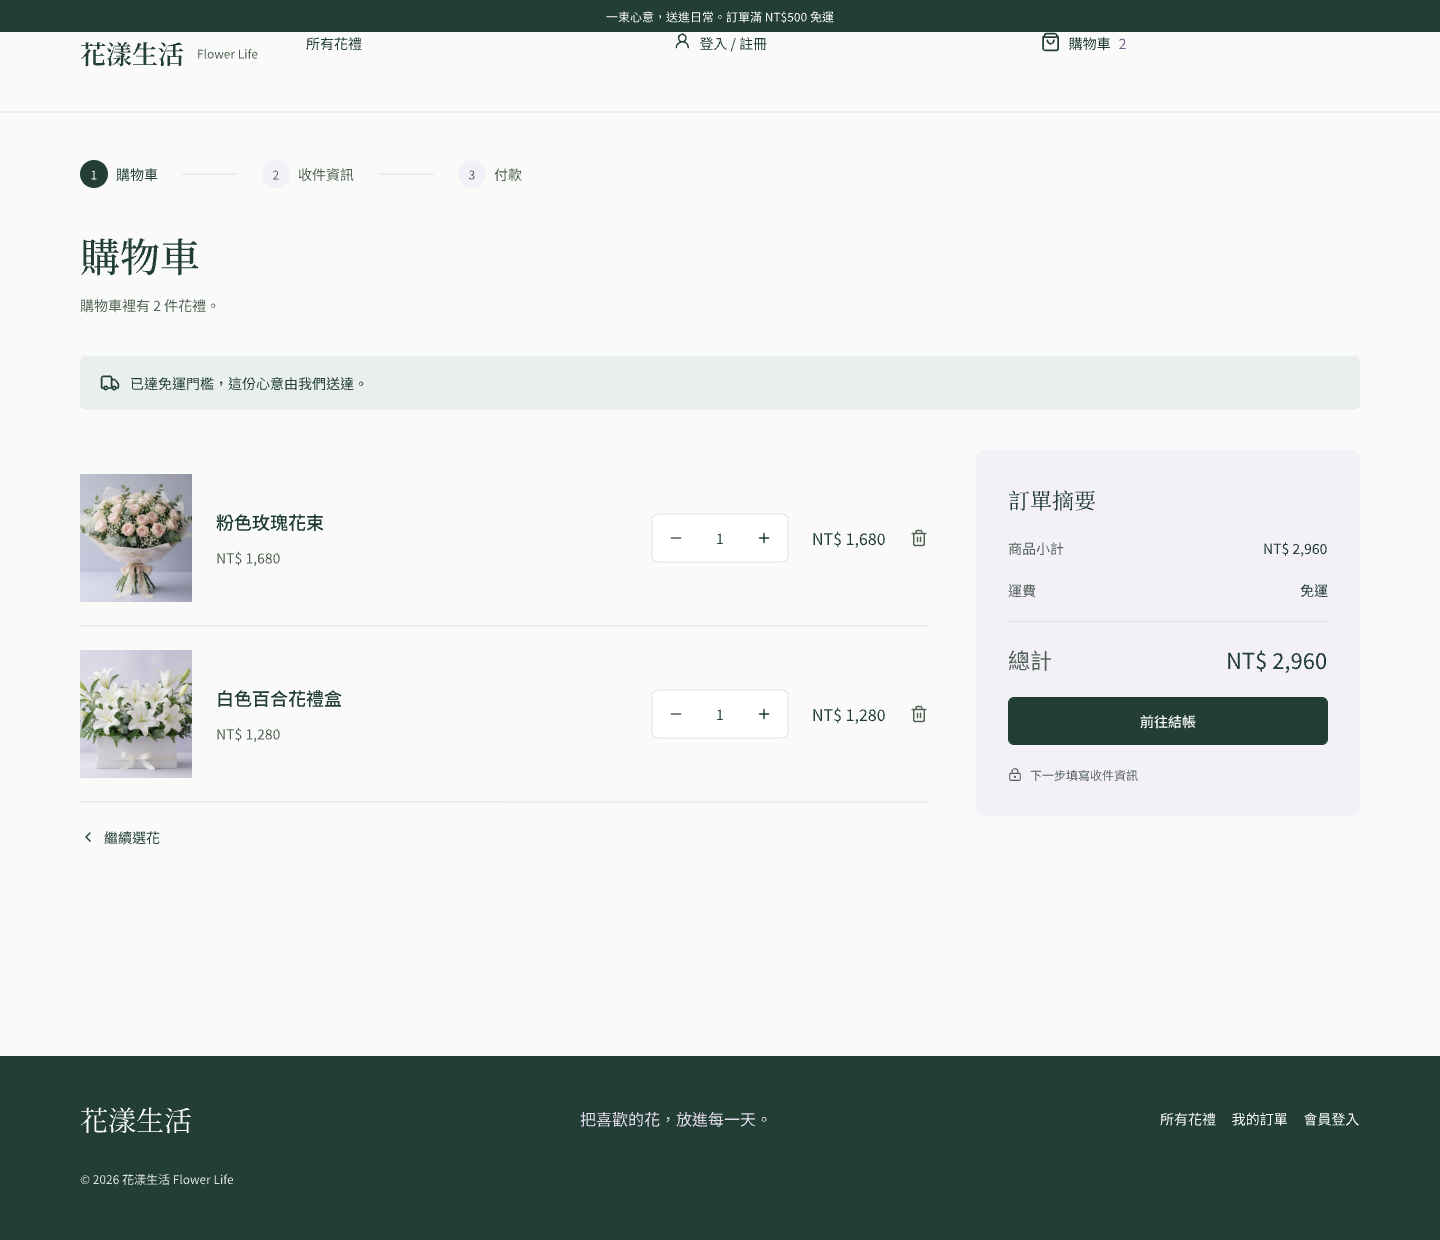 一束心意，送進日常。訂單滿 NT$500 免運
花漾生活 Flower Life 所有花禮 登入 / 註冊 購物車 2
1 購物車 2 收件資訊 3 付款
購物車
購物車裡有 2 件花禮。
已達免運門檻，這份心意由我們送達。
粉色玫瑰花束
NT$ 1,680
1 NT$ 1,680
白色百合花禮盒
NT$ 1,280
1 NT$ 1,280
繼續選花
訂單摘要
商品小計 NT$ 2,960
運費 免運
總計 NT$ 2,960
前往結帳
下一步填寫收件資訊
花漾生活 把喜歡的花，放進每一天。 所有花禮 我的訂單 會員登入
© 2026 花漾生活 Flower Life